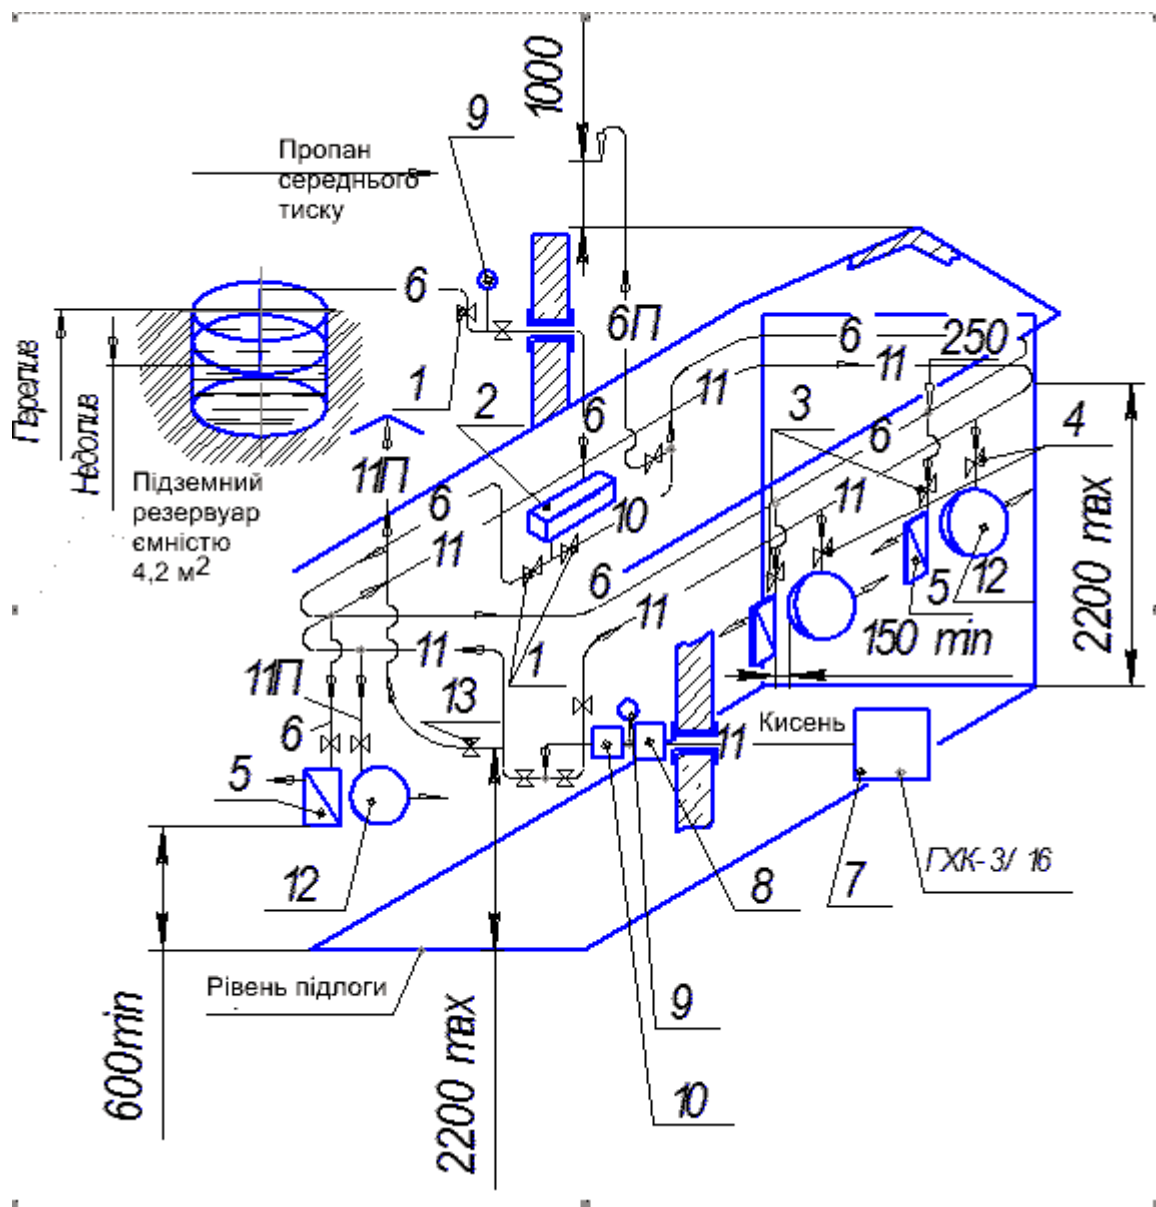 1000
9
Пропан
середнього
тиску
6
6П
6
250
11
1
2
3
4
11
6
6
Перелив
Недолив
11П
Підземний
резервуар
ємністю
4,2 м2
6
10
11
11
6
5
12
2200 max
11
1
150 min
11
11П
13
6
Кисень
11
5
12
8
7
ГХК-3/ 16
Рівень підлоги
9
600min
2200 max
10